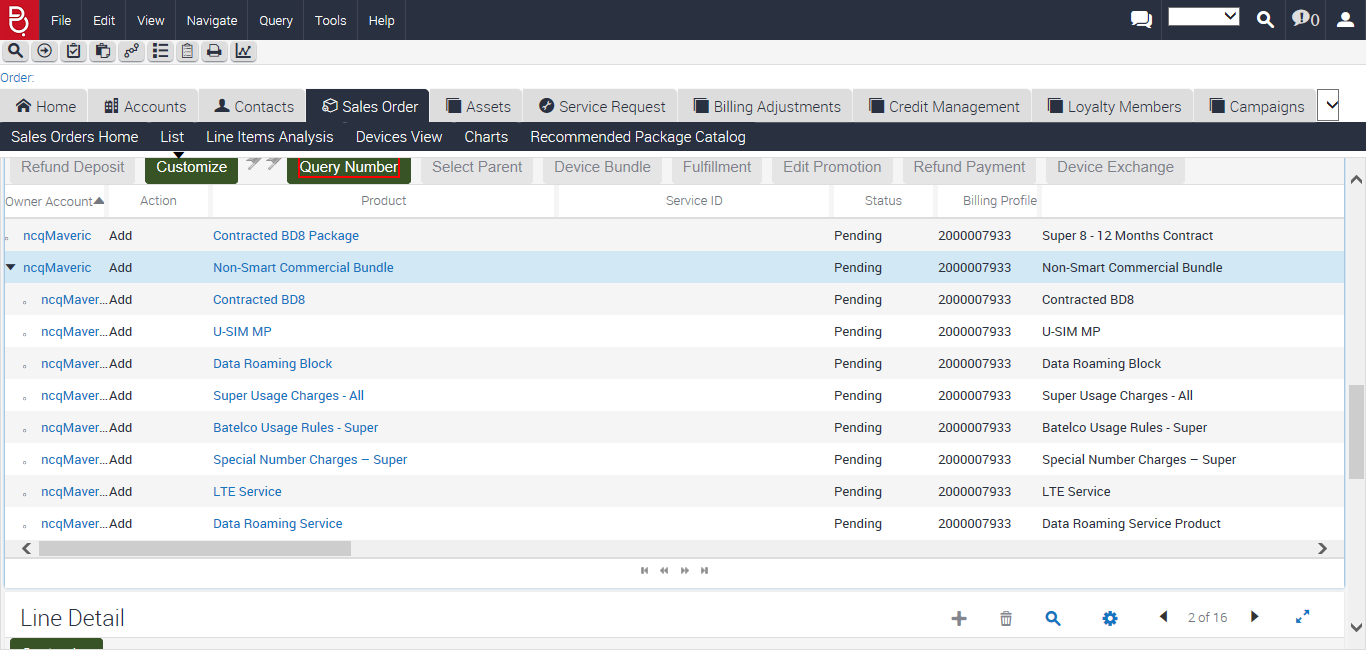 File Edit View Navigate Query Tools Help 0
Order:
Home Accounts Contacts Sales Order Assets Service Request Billing Adjustments Credit Management Loyalty Members Campaigns
Sales Orders Home List Line Items Analysis Devices View Charts Recommended Package Catalog
Refund Deposit Customize Query Number Select Parent Device Bundle Fulfillment Edit Promotion Refund Payment Device Exchange
Owner Account Action Product Service ID Status Billing Profile
ncqMaveric Add Contracted BD8 Package Pending 2000007933 Super 8 - 12 Months Contract
ncqMaveric Add Non-Smart Commercial Bundle Pending 2000007933 Non-Smart Commercial Bundle
ncqMaver... Add Contracted BD8 Pending 2000007933 Contracted BD8
ncqMaver... Add U-SIM MP Pending 2000007933 U-SIM MP
ncqMaver... Add Data Roaming Block Pending 2000007933 Data Roaming Block
ncqMaver... Add Super Usage Charges - All Pending 2000007933 Super Usage Charges - All
ncqMaver... Add Batelco Usage Rules - Super Pending 2000007933 Batelco Usage Rules - Super
ncqMaver... Add Special Number Charges – Super Pending 2000007933 Special Number Charges – Super
ncqMaver... Add LTE Service Pending 2000007933 LTE Service
ncqMaver... Add Data Roaming Service Pending 2000007933 Data Roaming Service Product
Line Detail 2 of 16